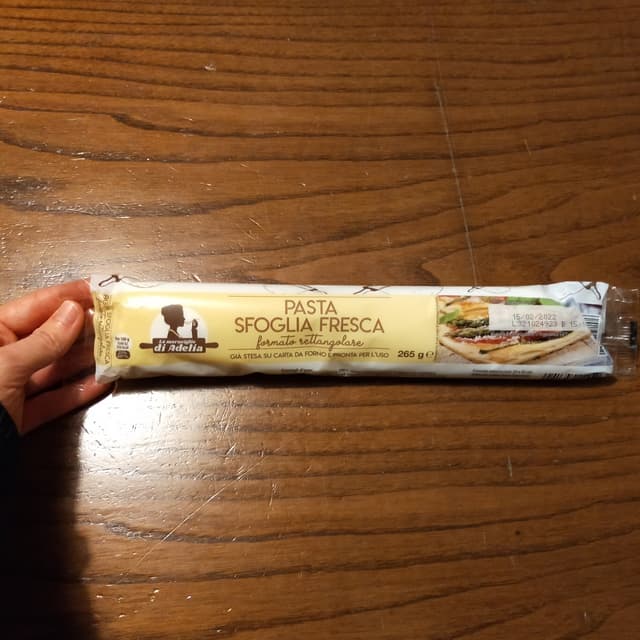 PASTA
SFOGLIA FRESCA
formato rettangolare
GIÀ STESA SU CARTA DA FORNO E PRONTA PER L'USO
265 g e
Le meraviglie
di Adelia
15/02/2022